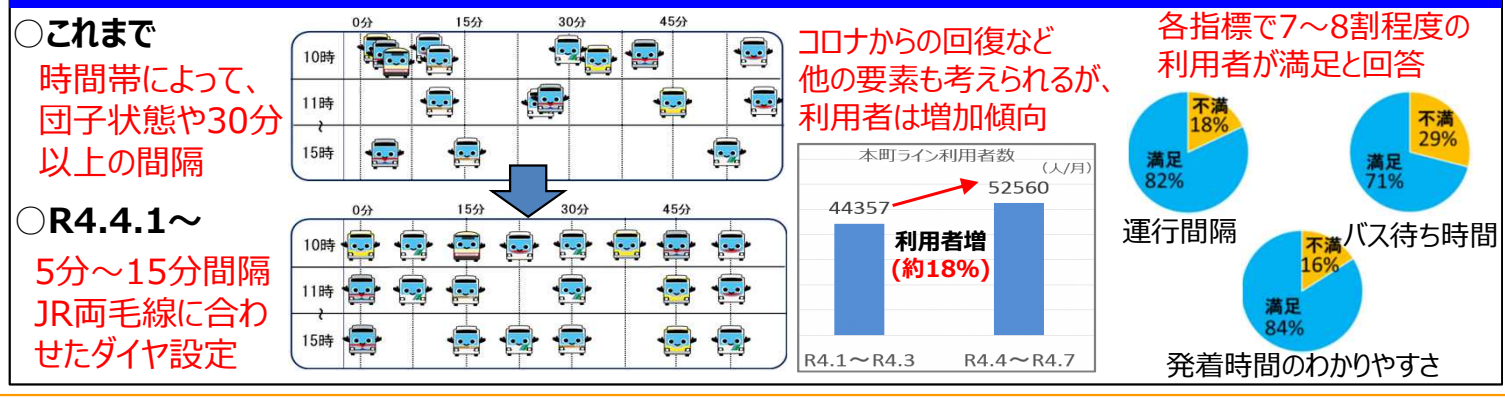 ○これまで
時間帯によって、
団子状態や30分
以上の間隔
0分 15分 30分 45分
10時
11時
~
15時
○R4.4.1～
5分～15分間隔
JR両毛線に合わ
せたダイヤ設定
0分 15分 30分 45分
10時
11時
~
15時
コロナからの回復など
他の要素も考えられるが、
利用者は増加傾向
本町ライン利用者数
(人/月)
52560
44357
利用者増
(約18%)
R4.1～R4.3 R4.4～R4.7
各指標で7～8割程度の
利用者が満足と回答
不満
18%
満足
82%
運行間隔
不満
29%
満足
71%
バス待ち時間
不満
16%
満足
84%
発着時間のわかりやすさ